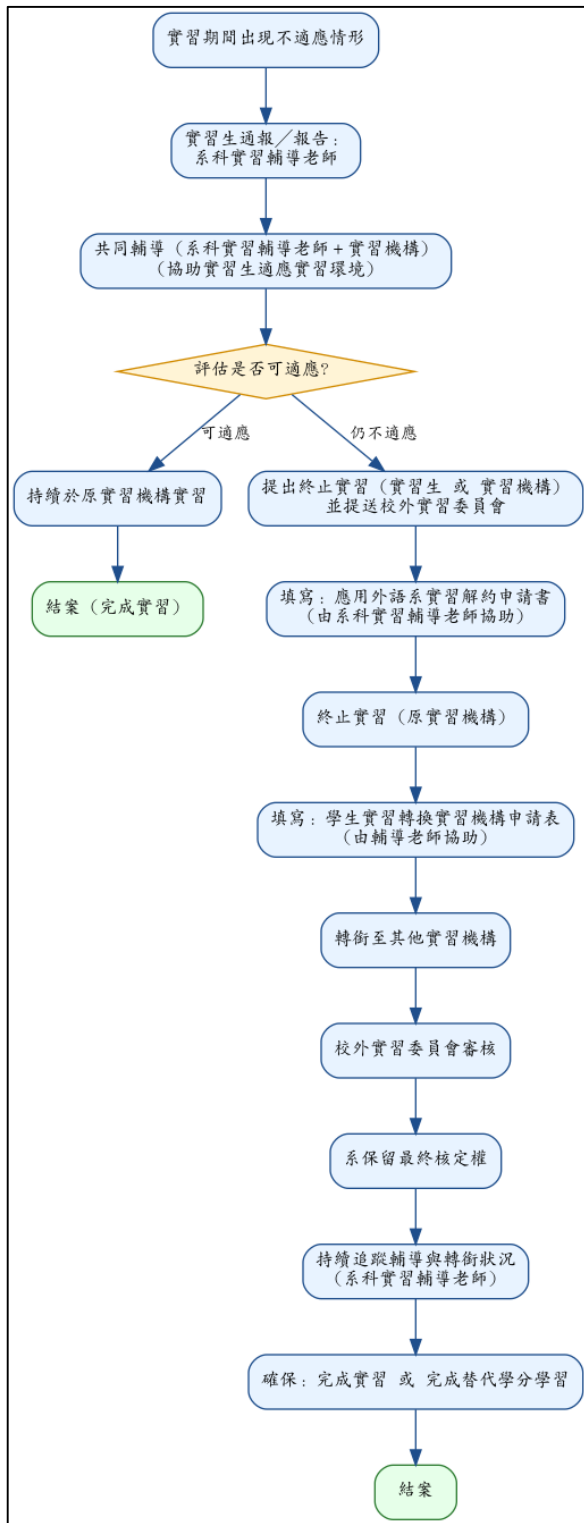 實習期間出現不適應情形
實習生通報／報告：
系科實習輔導老師
共同輔導（系科實習輔導老師+實習機構）
（協助實習生適應實習環境）
評估是否可適應？
可適應
仍不適應
持續於原實習機構實習
提出終止實習（實習生 或 實習機構）
並提送校外實習委員會
結案（完成實習）
填寫：應用外語系實習解約申請書
（由系科實習輔導老師協助）
終止實習（原實習機構）
填寫：學生實習轉換實習機構申請表
（由輔導老師協助）
轉銜至其他實習機構
校外實習委員會審核
系保留最終核定權
持續追蹤輔導與轉銜狀況
（系科實習輔導老師）
確保：完成實習 或 完成替代學分學習
結案